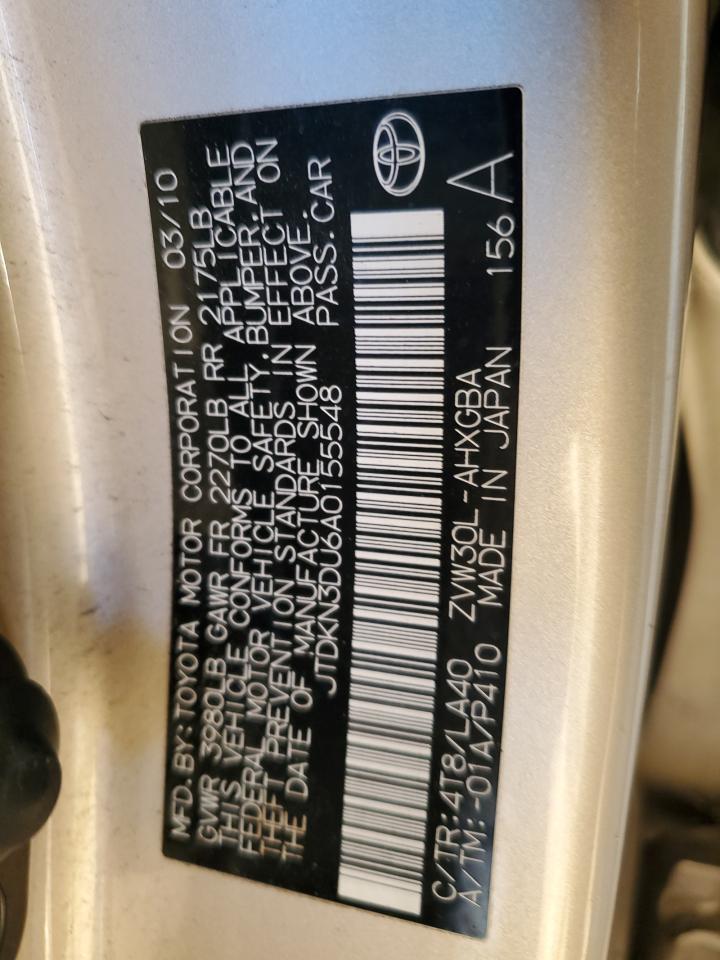 MFD. BY: TOYOTA MOTOR CORPORATION 03/10
GVWR 3980LB GAWR FR 2270LB RR 2175LB
THIS VEHICLE CONFORMS TO ALL APPLICABLE
FEDERAL MOTOR VEHICLE SAFETY, BUMPER, AND
THEFT PREVENTION STANDARDS IN EFFECT ON
THE DATE OF MANUFACTURE SHOWN ABOVE.
JTDKN3DU6A0155548 PASS. CAR
C/TR: 4T8/LA40 ZVW30L-AHXGBA A
A/TM: -01A/P410 MADE IN JAPAN 156